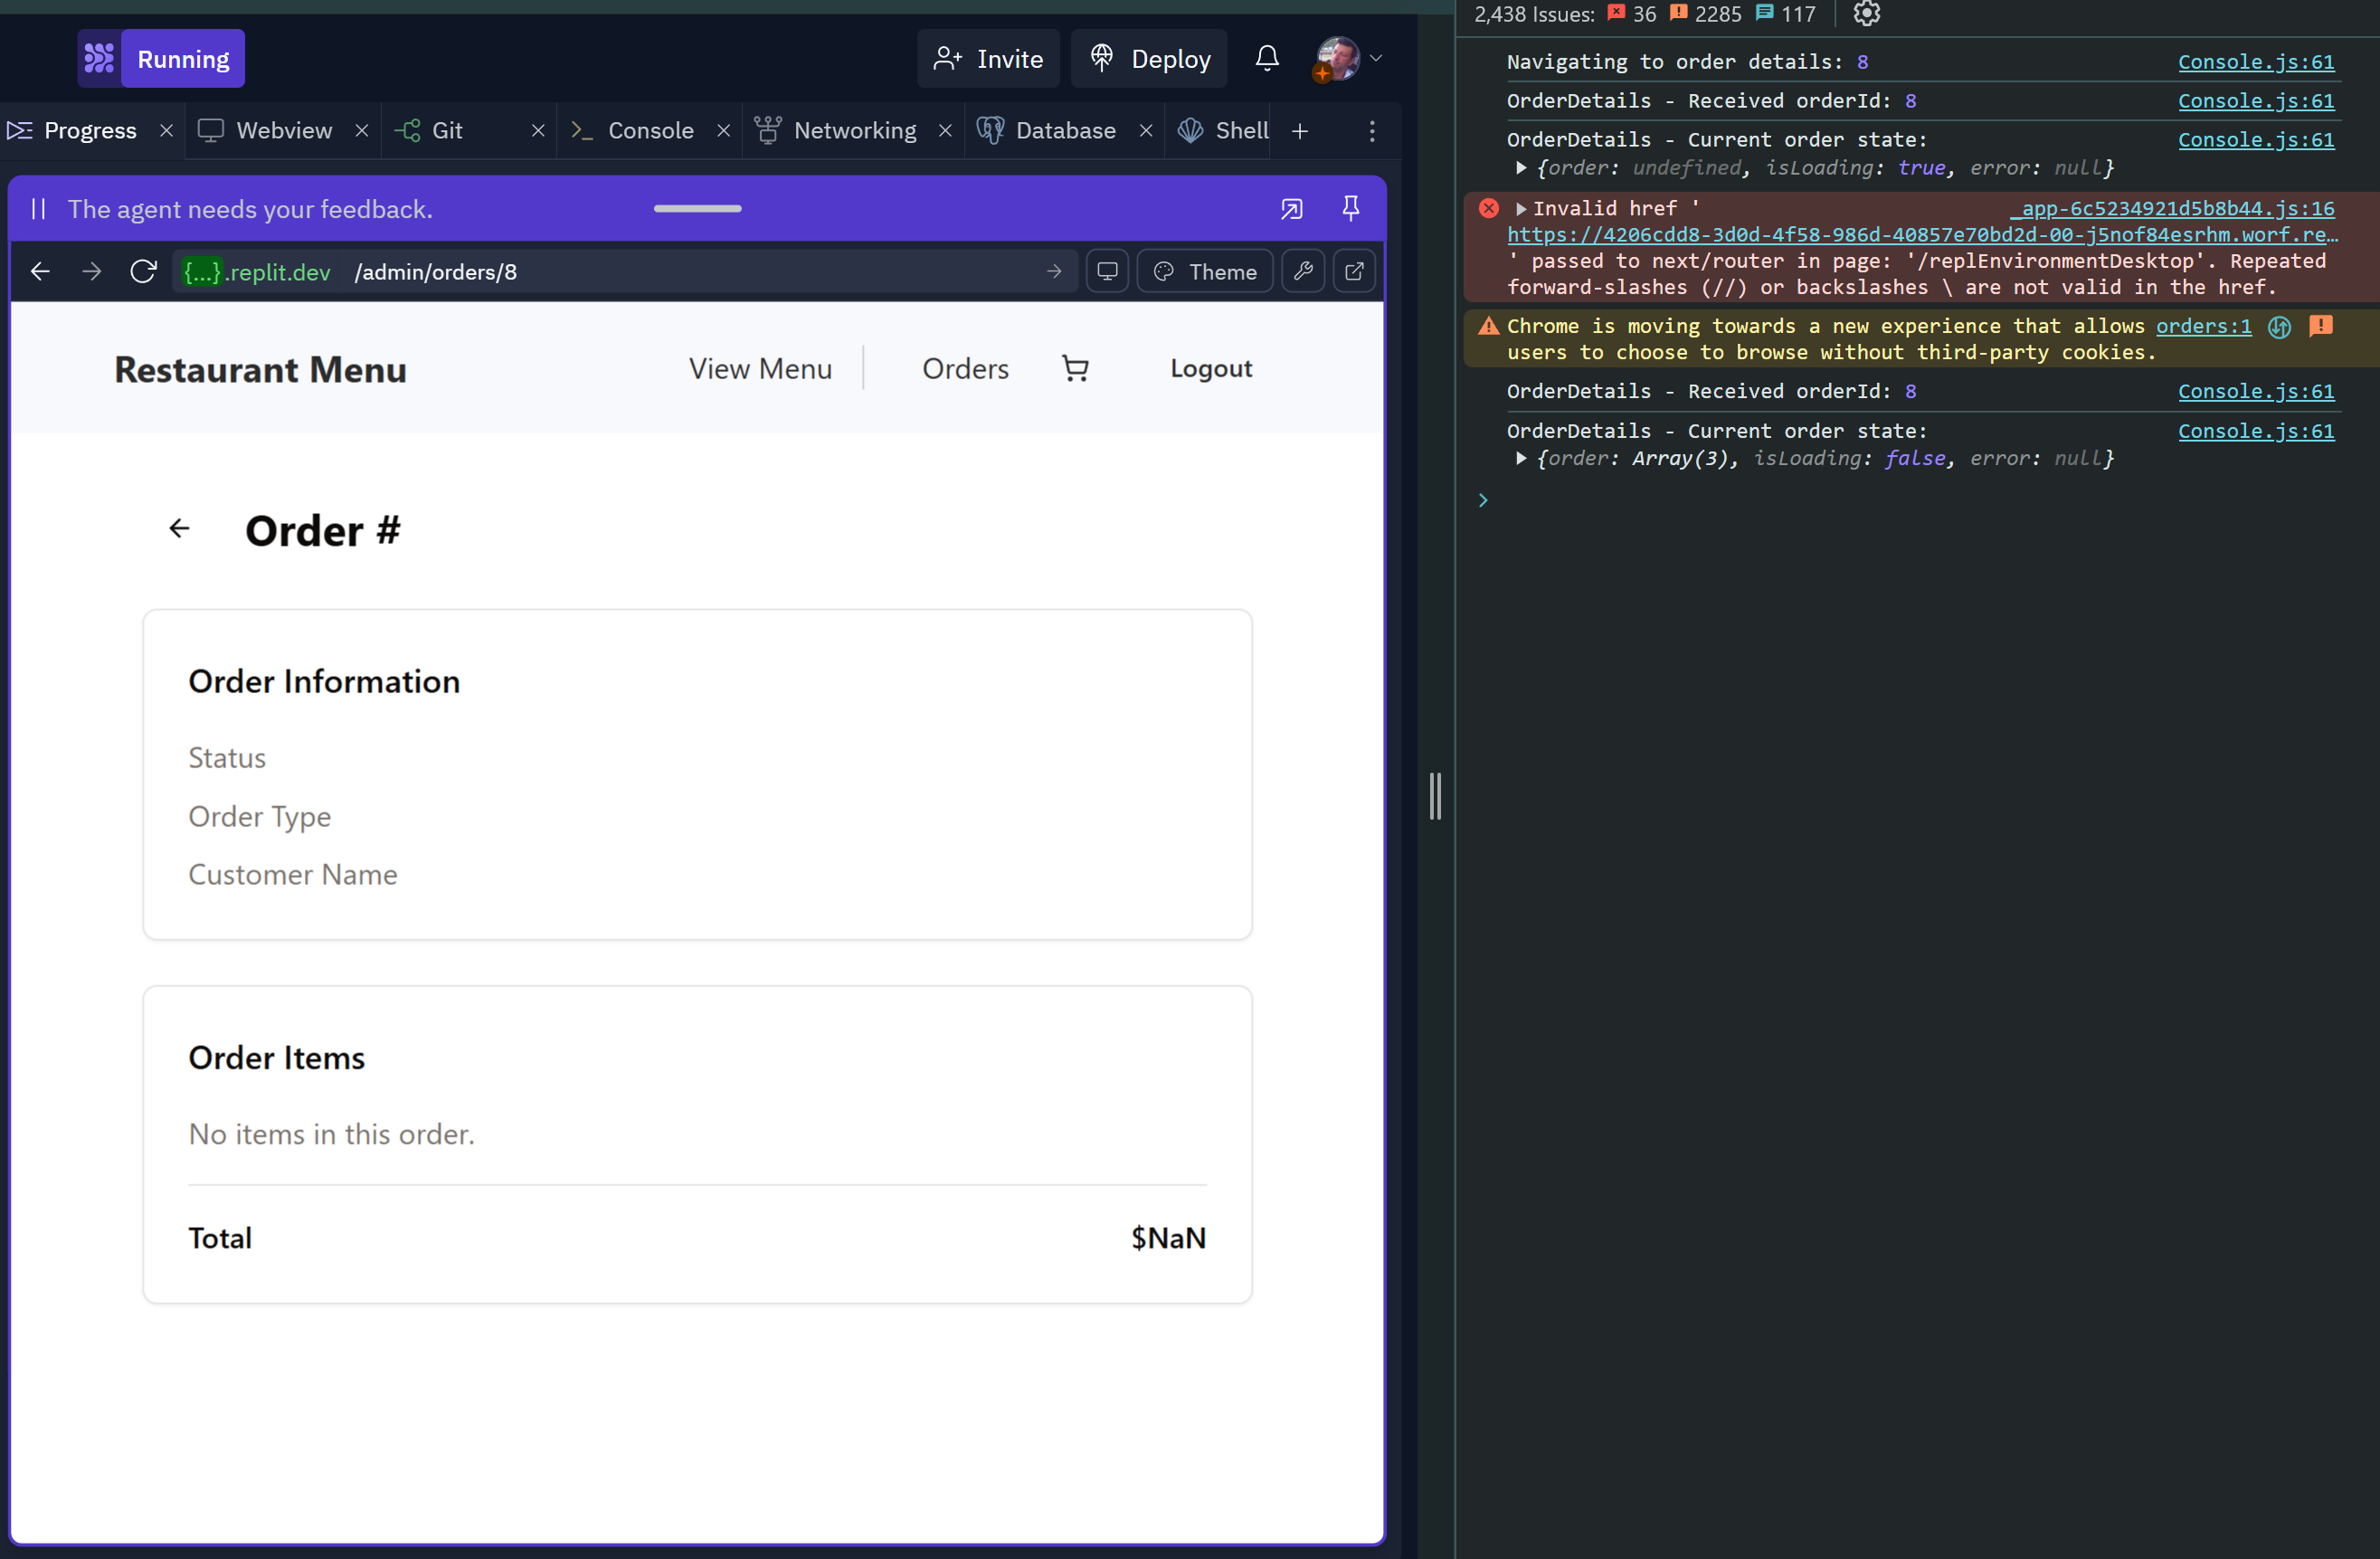 Running
Invite
Deploy
Progress
Webview
Git
Console
Networking
Database
Shell
The agent needs your feedback.
{...}.replit.dev /admin/orders/8
Theme
Restaurant Menu
View Menu
Orders
Logout
Order #
Order Information
Status
Order Type
Customer Name
Order Items
No items in this order.
Total $NaN
2,438 Issues: 36 2285 117
Navigating to order details: 8 Console.js:61
OrderDetails - Received orderId: 8 Console.js:61
OrderDetails - Current order state: Console.js:61
{order: undefined, isLoading: true, error: null}
Invalid href ' _app-6c5234921d5b8b44.js:16
https://4206cdd8-3d0d-4f58-986d-40857e70bd2d-00-j5nof84esrhm.worf.re…
' passed to next/router in page: '/replEnvironmentDesktop'. Repeated
forward-slashes (//) or backslashes \ are not valid in the href.
Chrome is moving towards a new experience that allows orders:1
users to choose to browse without third-party cookies.
OrderDetails - Received orderId: 8 Console.js:61
OrderDetails - Current order state: Console.js:61
{order: Array(3), isLoading: false, error: null}